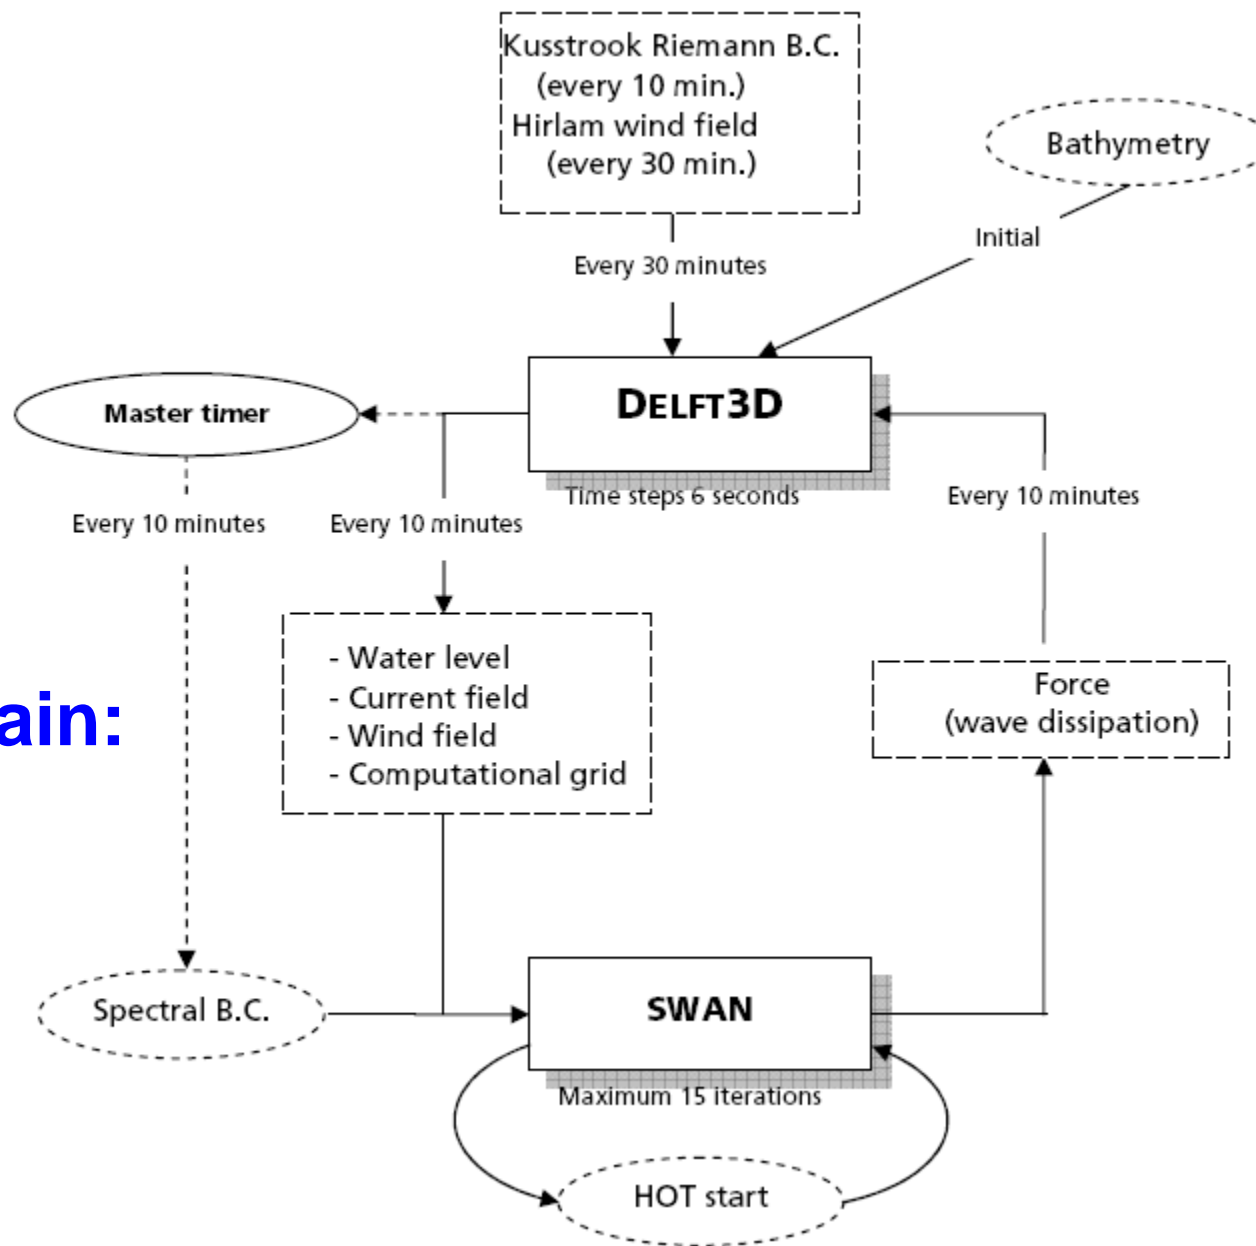 Kusstrook Riemann B.C.
(every 10 min.)
Hirlam wind field
(every 30 min.)
Bathymetry
Initial
Every 30 minutes
Master timer
DELFT3D
Time steps 6 seconds
Every 10 minutes
Every 10 minutes
Every 10 minutes
- Water level
- Current field
- Wind field
- Computational grid
Force
(wave dissipation)
ain:
Spectral B.C.
SWAN
Maximum 15 iterations
HOT start